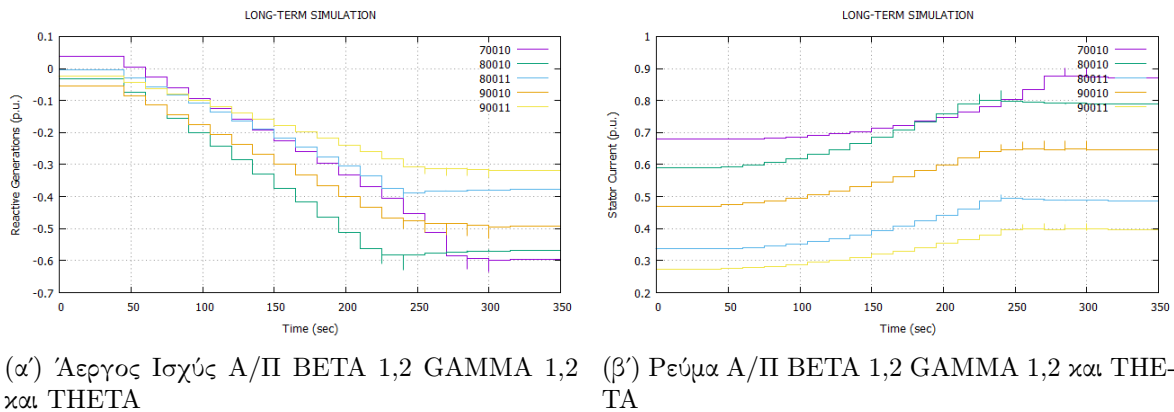 LONG-TERM SIMULATION
0.1
0
-0.1
-0.2
-0.3
-0.4
-0.5
-0.6
-0.7
Reactive Generations (p.u.)
70010
80010
80011
90010
90011
0 50 100 150 200 250 300 350
Time (sec)
LONG-TERM SIMULATION
1
0.9
0.8
0.7
0.6
0.5
0.4
0.3
0.2
Stator Current (p.u.)
70010
80010
80011
90010
90011
0 50 100 150 200 250 300 350
Time (sec)
(αʹ) Άεργος Ισχύς Α/Π BETA 1,2 GAMMA 1,2
και THETA
(βʹ) Ρεύμα Α/Π BETA 1,2 GAMMA 1,2 και THE-
TA